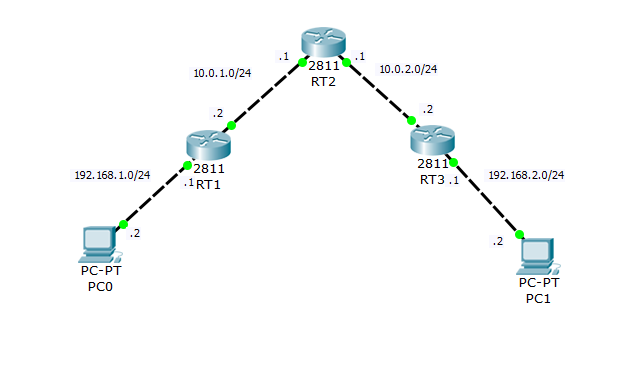 .1
.1
2811
RT2
10.0.1.0/24
10.0.2.0/24
.2
.2
2811
RT1
2811
RT3
192.168.1.0/24
.1
.1
192.168.2.0/24
.2
.2
PC-PT
PC0
PC-PT
PC1